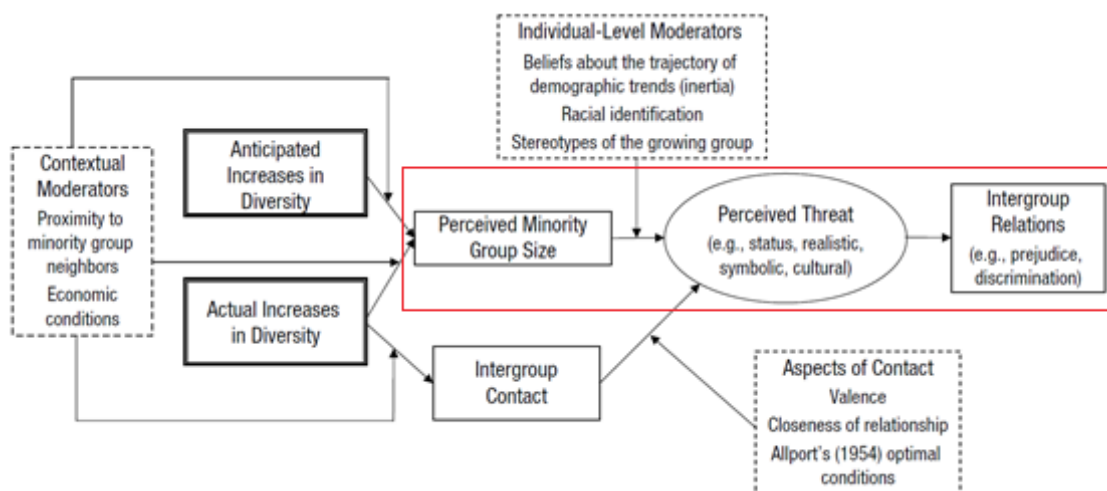 Individual-Level Moderators
Beliefs about the trajectory of
demographic trends (inertia)
Racial identification
Stereotypes of the growing group
Contextual
Moderators
Proximity to
minority group
neighbors
Economic
conditions
Anticipated
Increases in
Diversity
Actual Increases
in Diversity
Perceived Minority
Group Size
Perceived Threat
(e.g., status, realistic,
symbolic, cultural)
Intergroup
Relations
(e.g., prejudice,
discrimination)
Intergroup
Contact
Aspects of Contact
Valence
Closeness of relationship
Allport's (1954) optimal
conditions